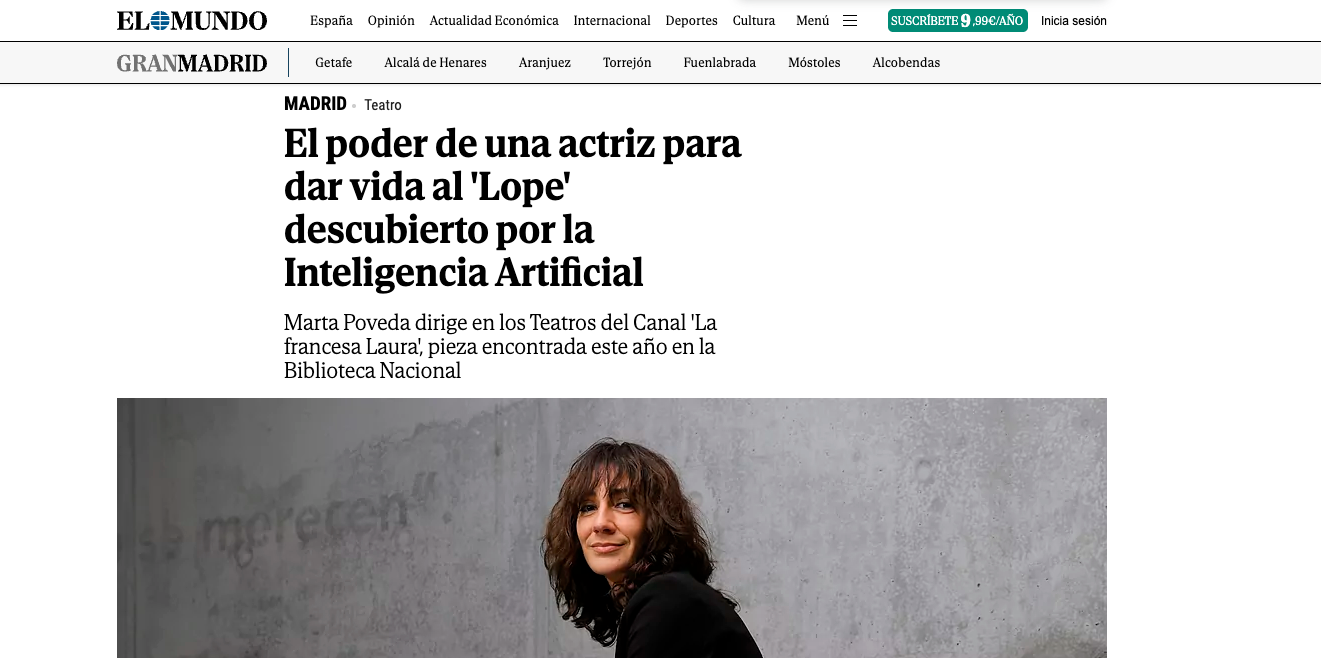 EL MUNDO España Opinión Actualidad Económica Internacional Deportes Cultura Menú SUSCRÍBETE 9,99€/AÑO Inicia sesión
GRANMADRID Getafe Alcalá de Henares Aranjuez Torrejón Fuenlabrada Móstoles Alcobendas
MADRID • Teatro
El poder de una actriz para
dar vida al 'Lope'
descubierto por la
Inteligencia Artificial
Marta Poveda dirige en los Teatros del Canal 'La
francesa Laura', pieza encontrada este año en la
Biblioteca Nacional
se mereren".